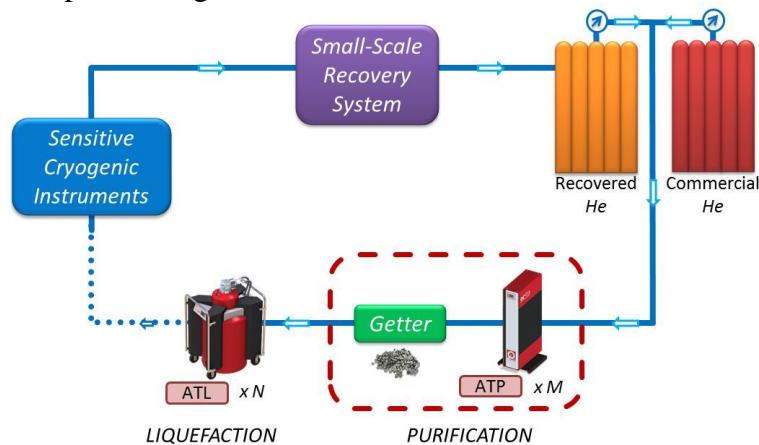 Small-Scale
Recovery
System
Sensitive
Cryogenic
Instruments
Recovered
He
Commercial
He
Getter
ATL
x N
ATP
x M
LIQUEFACTION
PURIFICATION